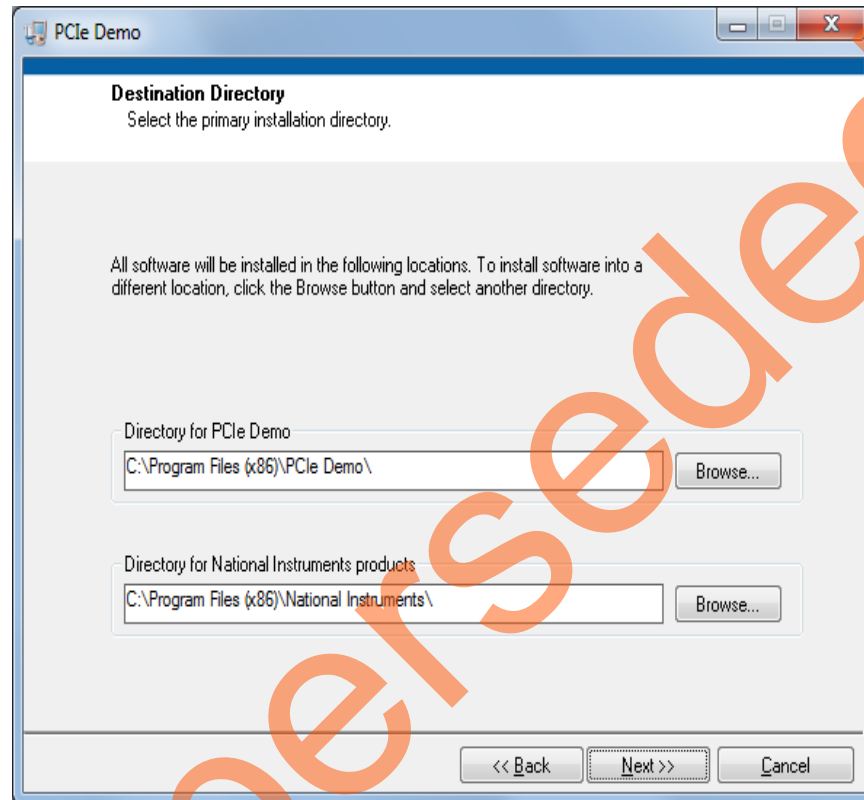 PCIe Demo
Destination Directory
Select the primary installation directory.
All software will be installed in the following locations. To install software into a
different location, click the Browse button and select another directory.
Directory for PCIe Demo
C:\Program Files (x86)\PCIe Demo\
Browse...
Directory for National Instruments products
C:\Program Files (x86)\National Instruments\
Browse...
<< Back
Next >>
Cancel
persede